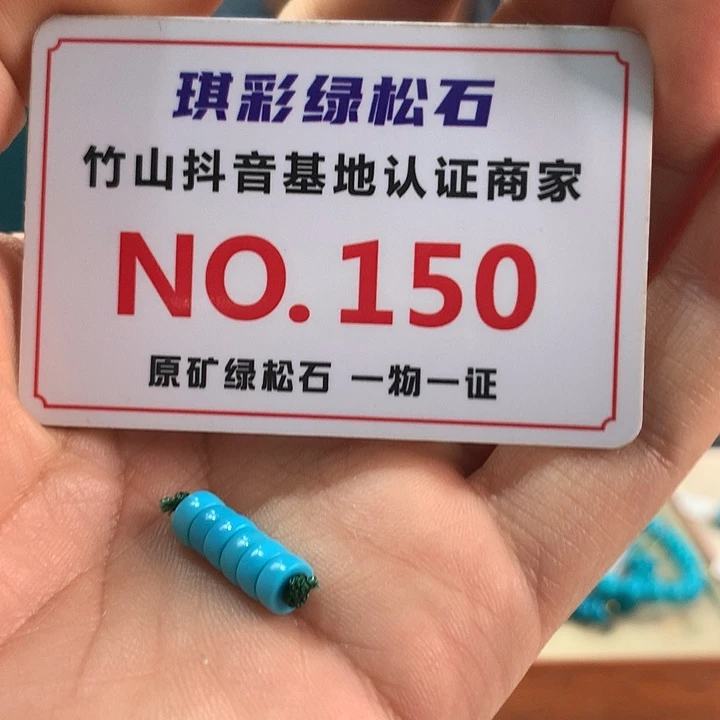 琪彩绿松石
竹山抖音基地认证商家
NO.150
原矿绿松石 一物一证